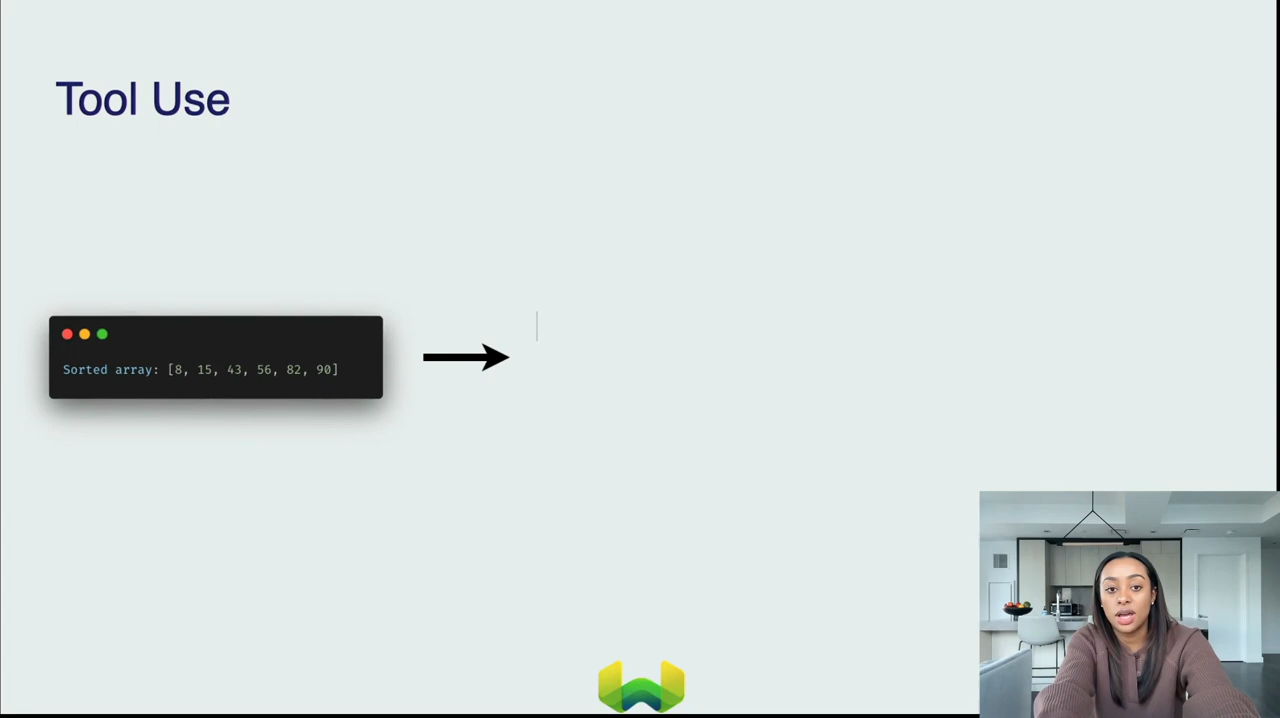 Tool Use
Sorted array: [8, 15, 43, 56, 82, 90]